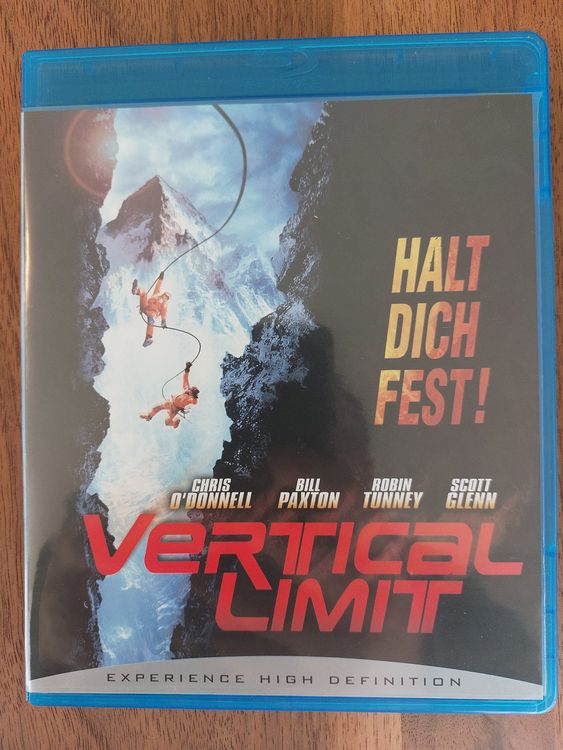 HALT
DICH
FEST!
CHRIS O'DONNELL BILL PAXTON ROBIN TUNNEY SCOTT GLENN
VERTICAL
LIMIT
EXPERIENCE HIGH DEFINITION